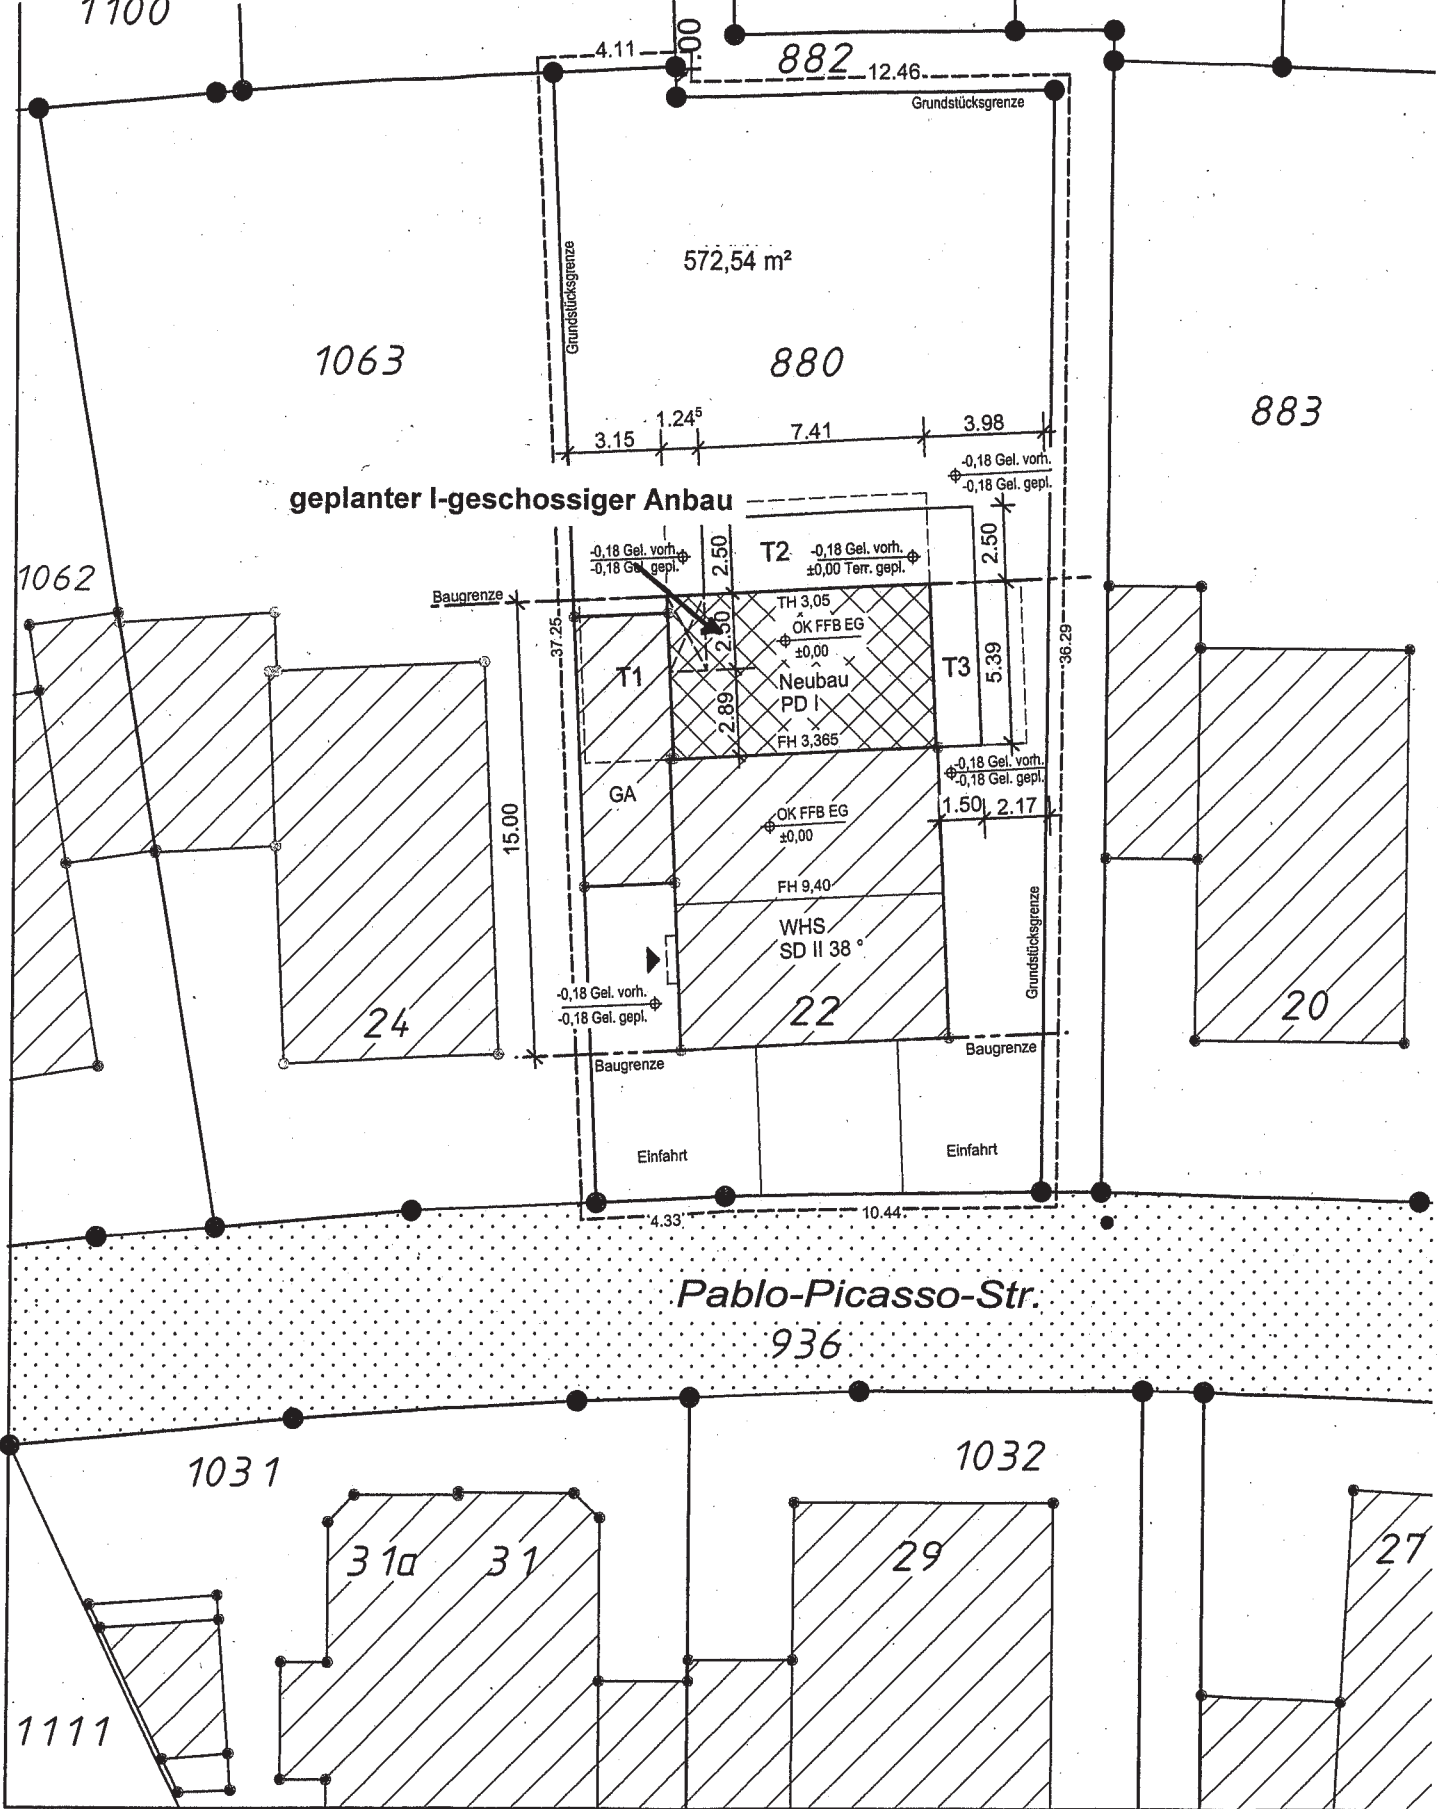 1100
4.11
882
12.46
Grundstücksgrenze
Grundstücksgrenze
572,54 m²
1063
880
883
1.24⁵
3.15
7.41
3.98
-0,18 Gel. vorh.
-0,18 Gel. gepl.
geplanter I-geschossiger Anbau
-0,18 Gel. vorh.
-0,18 Gel. gepl.
2.50
T2
-0,18 Gel. vorh.
±0,00 Terr. gepl.
2.50
1062
Baugrenze
TH 3,05
OK FFB EG
±0,00
37.25
2.50
36.29
T1
Neubau
PD I
T3
5.39
2.89
FH 3,365
-0,18 Gel. vorh.
-0,18 Gel. gepl.
GA
15.00
OK FFB EG
±0,00
1.50
2.17
FH 9,40
WHS
SD II 38 °
Grundstücksgrenze
-0,18 Gel. vorh.
-0,18 Gel. gepl.
24
22
20
Baugrenze
Baugrenze
Einfahrt
Einfahrt
4.33
10.44
Pablo-Picasso-Str.
936
1031
1032
31a
31
29
27
1111